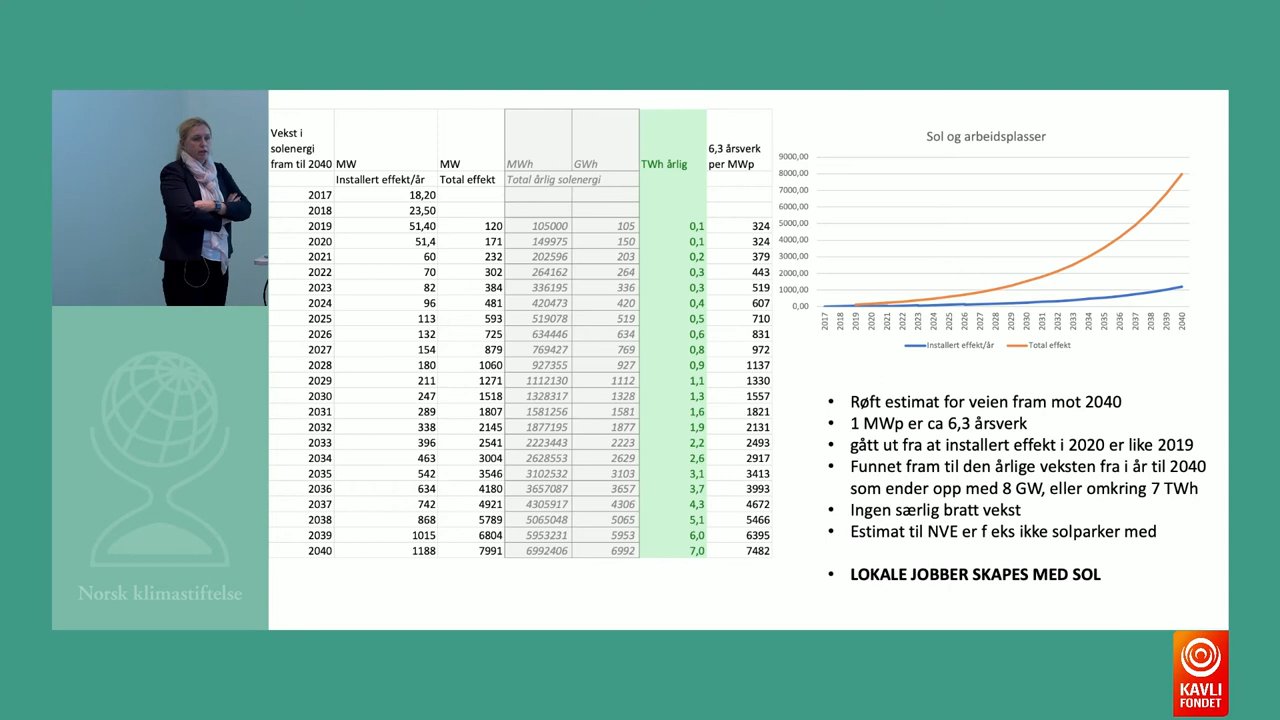 Vekst i
solenergi
fram til 2040 MW MW MWh GWh TWh årlig 6,3 årsverk
per MWp
Installert effekt/år Total effekt Total årlig solenergi
2017 18,20
2018 23,50
2019 51,40 120 105000 105 0,1 324
2020 51,4 171 149975 150 0,1 324
2021 60 232 202596 203 0,2 379
2022 70 302 264162 264 0,3 443
2023 82 384 336195 336 0,3 519
2024 96 481 420473 420 0,4 607
2025 113 593 519078 519 0,5 710
2026 132 725 634446 634 0,6 831
2027 154 879 769427 769 0,8 972
2028 180 1060 927355 927 0,9 1137
2029 211 1271 1112130 1112 1,1 1330
2030 247 1518 1328317 1328 1,3 1557
2031 289 1807 1581256 1581 1,6 1821
2032 338 2145 1877195 1877 1,9 2131
2033 396 2541 2223443 2223 2,2 2493
2034 463 3004 2628553 2629 2,6 2917
2035 542 3546 3102532 3103 3,1 3413
2036 634 4180 3657087 3657 3,7 3993
2037 742 4921 4305917 4306 4,3 4672
2038 868 5789 5065048 5065 5,1 5466
2039 1015 6804 5953231 5953 6,0 6395
2040 1188 7991 6992406 6992 7,0 7482
Sol og arbeidsplasser
9000,00
8000,00
7000,00
6000,00
5000,00
4000,00
3000,00
2000,00
1000,00
0,00
2017 2018 2019 2020 2021 2022 2023 2024 2025 2026 2027 2028 2029 2030 2031 2032 2033 2034 2035 2036 2037 2038 2039 2040
Installert effekt/år Total effekt
• Røft estimat for veien fram mot 2040
• 1 MWp er ca 6,3 årsverk
• gått ut fra at installert effekt i 2020 er like 2019
• Funnet fram til den årlige veksten fra i år til 2040
som ender opp med 8 GW, eller omkring 7 TWh
• Ingen særlig bratt vekst
• Estimat til NVE er f eks ikke solparker med
• LOKALE JOBBER SKAPES MED SOL
Norsk klimastiftelse
KAVLI
FONDET